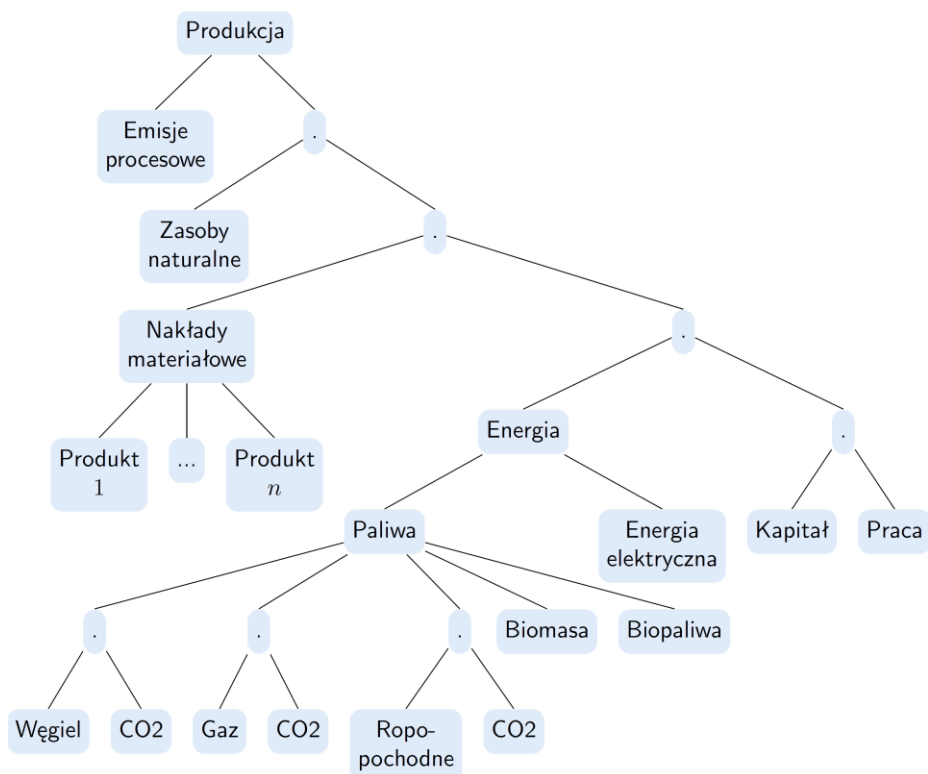 Produkcja
Emisje
procesowe
.
Zasoby
naturalne
.
Nakłady
materiałowe
.
Produkt
1
...
Produkt
n
Energia
.
Paliwa
Energia
elektryczna
Kapitał
Praca
.
.
.
Biomasa
Biopaliwa
Węgiel
CO2
Gaz
CO2
Ropo-
pochodne
CO2